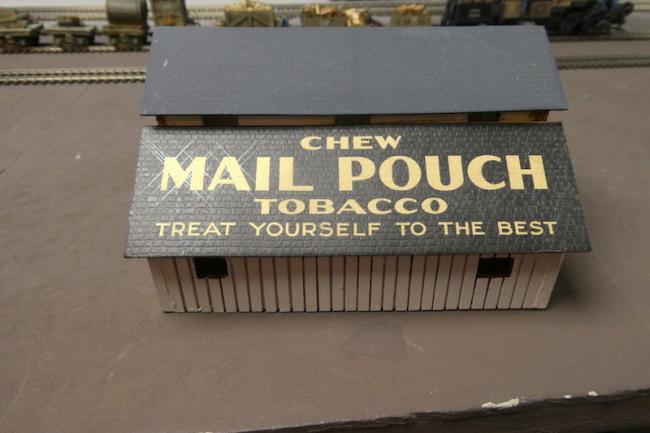 CHEW
MAIL POUCH
TOBACCO
TREAT YOURSELF TO THE BEST